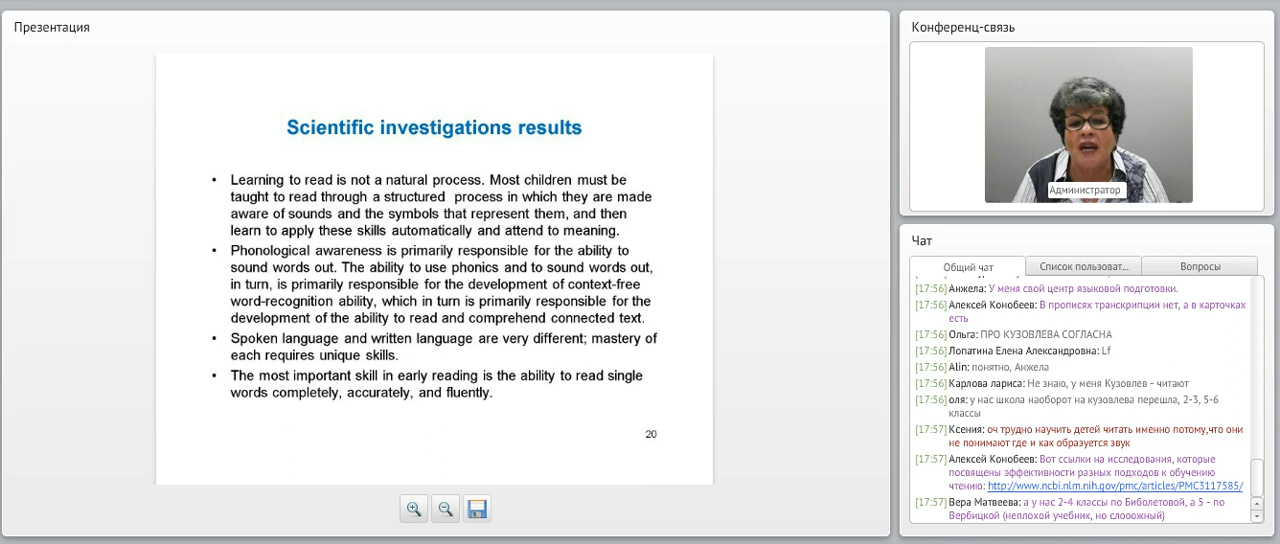 Презентация
Scientific investigations results
• Learning to read is not a natural process. Most children must be
taught to read through a structured process in which they are made
aware of sounds and the symbols that represent them, and then
learn to apply these skills automatically and attend to meaning.
• Phonological awareness is primarily responsible for the ability to
sound words out. The ability to use phonics and to sound words out,
in turn, is primarily responsible for the development of context-free
word-recognition ability, which in turn is primarily responsible for the
development of the ability to read and comprehend connected text.
• Spoken language and written language are very different; mastery of
each requires unique skills.
• The most important skill in early reading is the ability to read single
words completely, accurately, and fluently.
20
Конференц-связь
Администратор
Чат
Общий чат
Список пользоват...
Вопросы
[17:56] Анжела: У меня свой центр языковой подготовки.
[17:56] Алексей Конобеев: В прописях транскрипции нет, а в карточках
есть
[17:56] Ольга: ПРО КУЗОВЛЕВА СОГЛАСНА
[17:56] Лопатина Елена Александровна: Lf
[17:56] Alin: понятно, Анжела
[17:56] Карлова лариса: Не знаю, у меня Кузовлев - читают
[17:56] оля: у нас школа наоборот на кузовлева перешла, 2-3, 5-6
классы
[17:57] Ксения: оч трудно научить детей читать именно потому,что они
не понимают где и как образуется звук
[17:57] Алексей Конобеев: Вот ссылки на исследования, которые
посвящены эффективности разных подходов к обучению
чтению: http://www.ncbi.nlm.nih.gov/pmc/articles/PMC3117585/
[17:57] Вера Матвеева: а у нас 2-4 классы по Биболетовой, а 5 - по
Вербицкой (неплохой учебник, но слооожный)